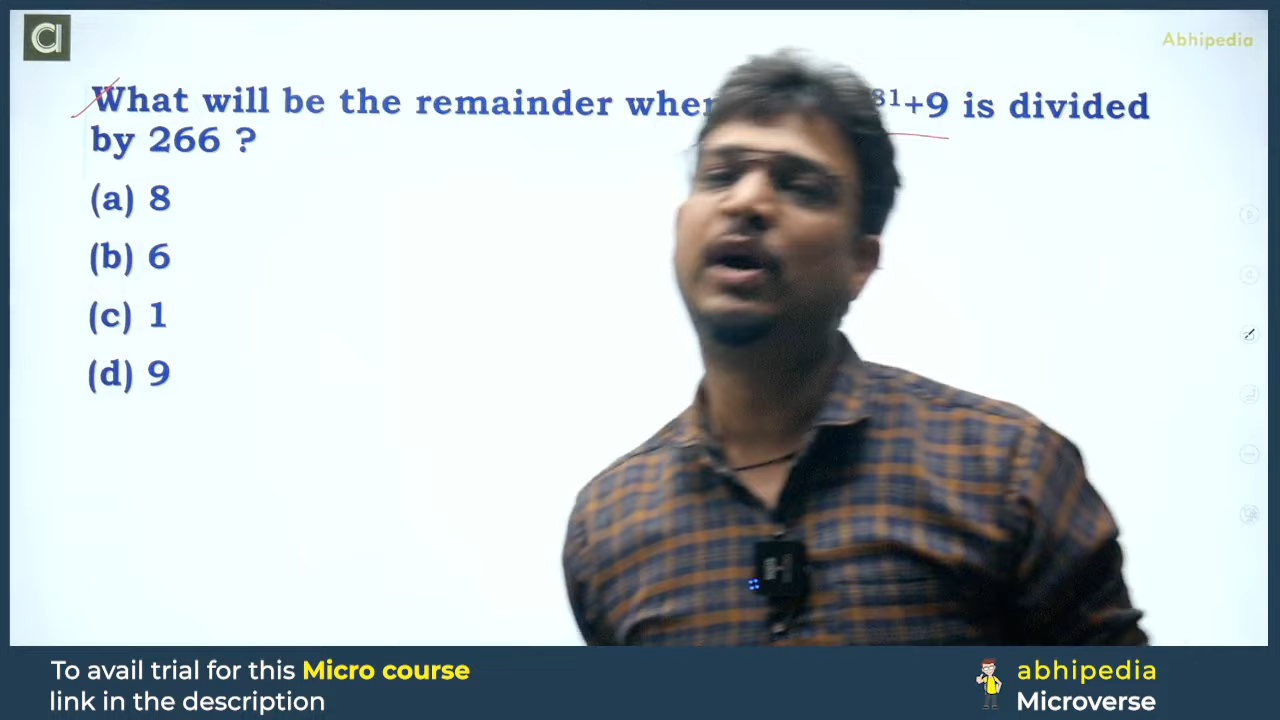 a
Abhipedia
What will be the remainder 81+9 is divided
by 266 ?
(a) 8
(b) 6
(c) 1
(d) 9
To avail trial for this Micro course
link in the description
abhipedia
Microverse